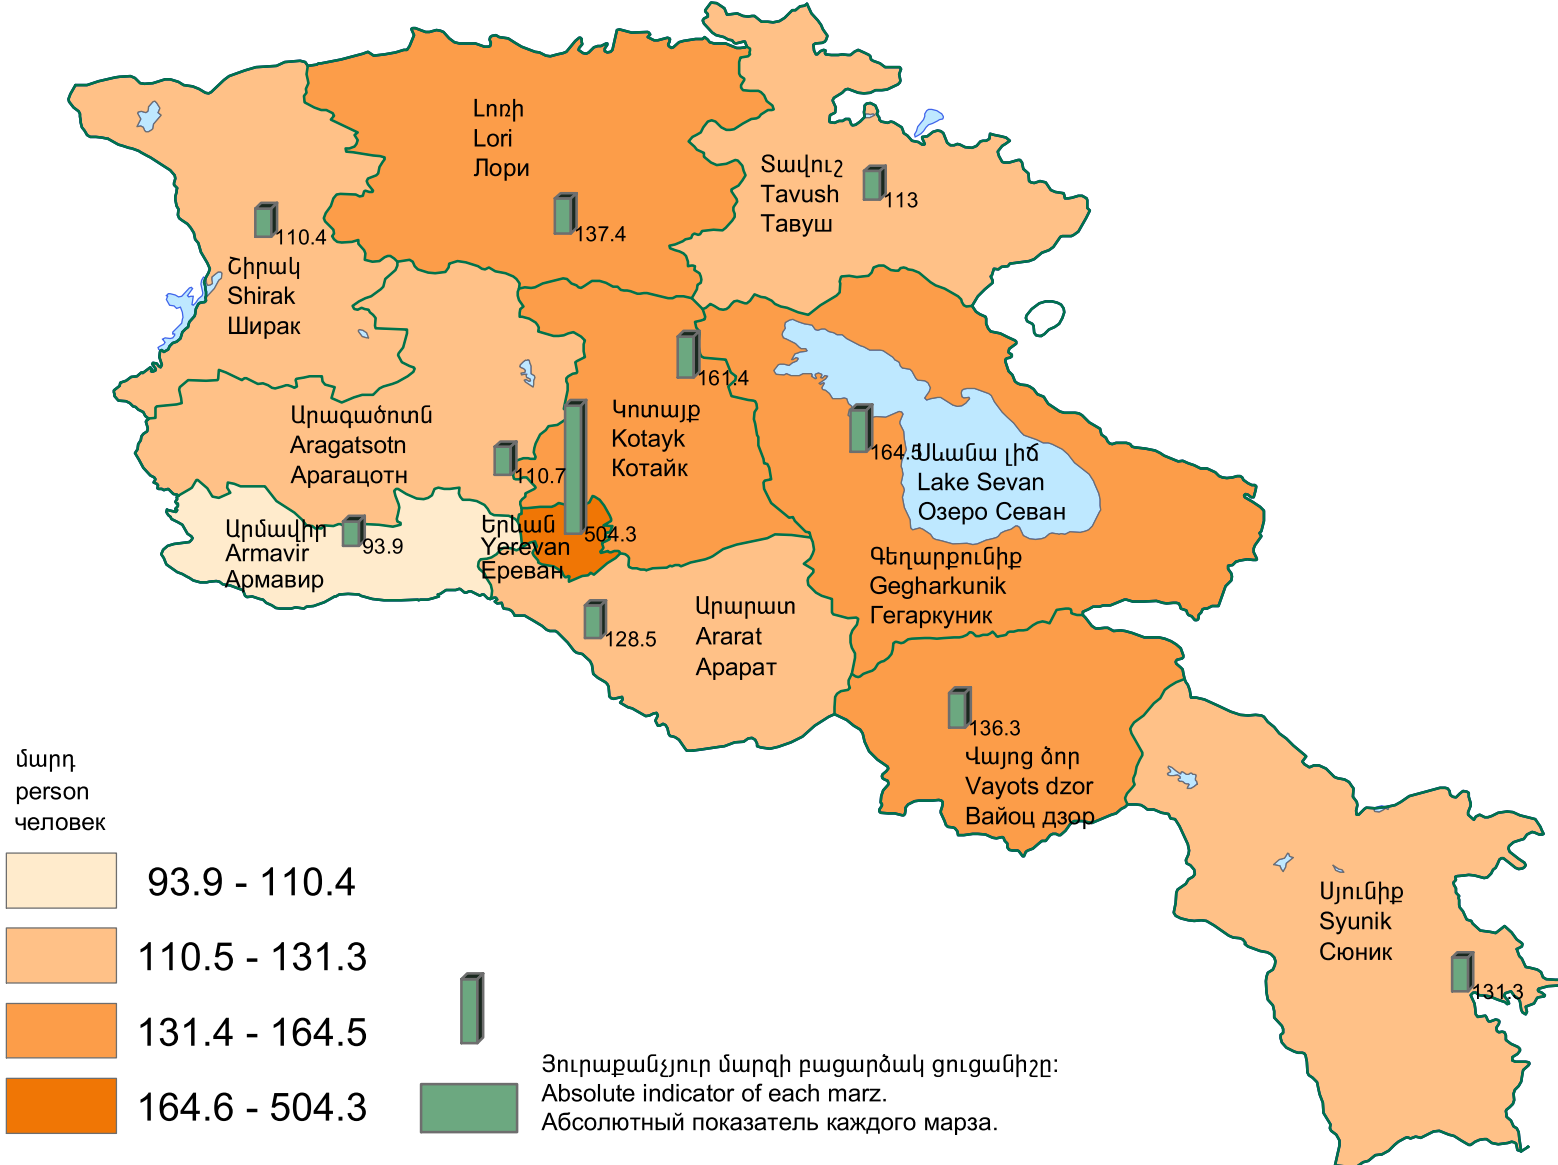 Լոռի
Lori
Лори
137.4
Տավուշ
Tavush
Тавуш
113
110.4
Շիրակ
Shirak
Ширак
161.4
Արագածոտն
Aragatsotn
Арагацотн
110.7
Կոտայք
Kotayk
Котайк
164.5
Սևանա լիճ
Lake Sevan
Озеро Севан
Արմավիր
Armavir
Армавир
93.9
Երևան
Yerevan
Ереван
504.3
Գեղարքունիք
Gegharkunik
Гегаркуник
Արարատ
Ararat
Арарат
128.5
136.3
Վայոց ձոր
Vayots dzor
Вайоц дзор
Սյունիք
Syunik
Сюник
131.3
մարդ
person
человек
93.9 - 110.4
110.5 - 131.3
131.4 - 164.5
164.6 - 504.3
Յուրաքանչյուր մարզի բացարձակ ցուցանիշը:
Absolute indicator of each marz.
Абсолютный показатель каждого марза.